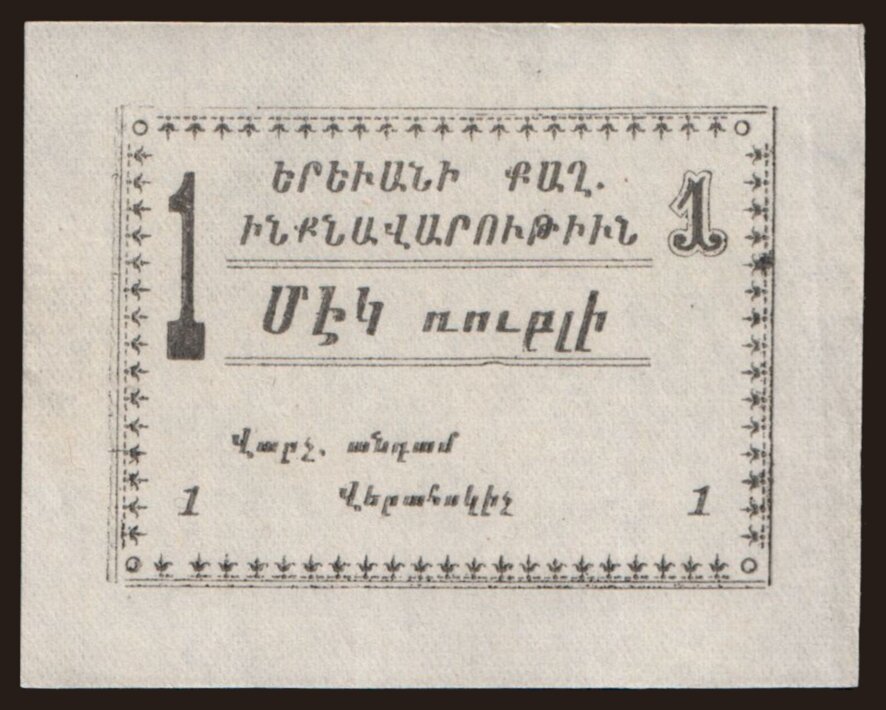 1 ԵՐԵՒԱՆԻ ՔԱՂ. 1
ԻՆՔՆԱՎԱՐՈՒԹԻՒՆ
Մէկ ռուբլի
Վարչ. անդամ
1 Վերահսկիչ 1